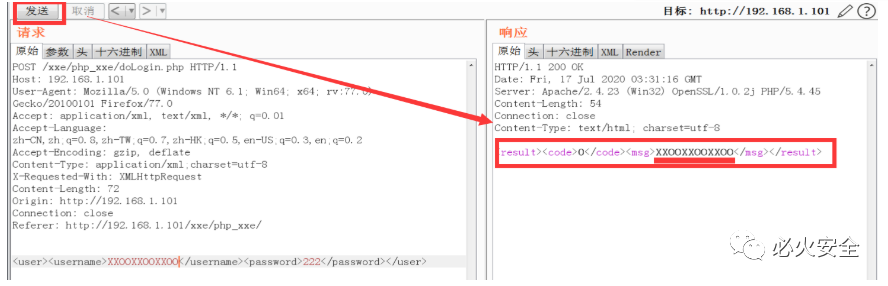 发送 取消 < ▼ > ▼ 目标: http://192.168.1.101
请求
原始 参数 头 十六进制 XML
POST /xxe/php_xxe/doLogin.php HTTP/1.1
Host: 192.168.1.101
User-Agent: Mozilla/5.0 (Windows NT 6.1; Win64; x64; rv:77.0)
Gecko/20100101 Firefox/77.0
Accept: application/xml, text/xml, */*; q=0.01
Accept-Language:
zh-CN,zh;q=0.8,zh-TW;q=0.7,zh-HK;q=0.5,en-US;q=0.3,en;q=0.2
Accept-Encoding: gzip, deflate
Content-Type: application/xml;charset=utf-8
X-Requested-With: XMLHttpRequest
Content-Length: 72
Origin: http://192.168.1.101
Connection: close
Referer: http://192.168.1.101/xxe/php_xxe/
<user><username>XXOOXXOOXXOO</username><password>222</password></user>
响应
原始 头 十六进制 XML Render
HTTP/1.1 200 OK
Date: Fri, 17 Jul 2020 03:31:16 GMT
Server: Apache/2.4.23 (Win32) OpenSSL/1.0.2j PHP/5.4.45
Content-Length: 54
Connection: close
Content-Type: text/html; charset=utf-8
result><code>0</code><msg>XXOOXXOOXXOO</msg></result>
必火安全